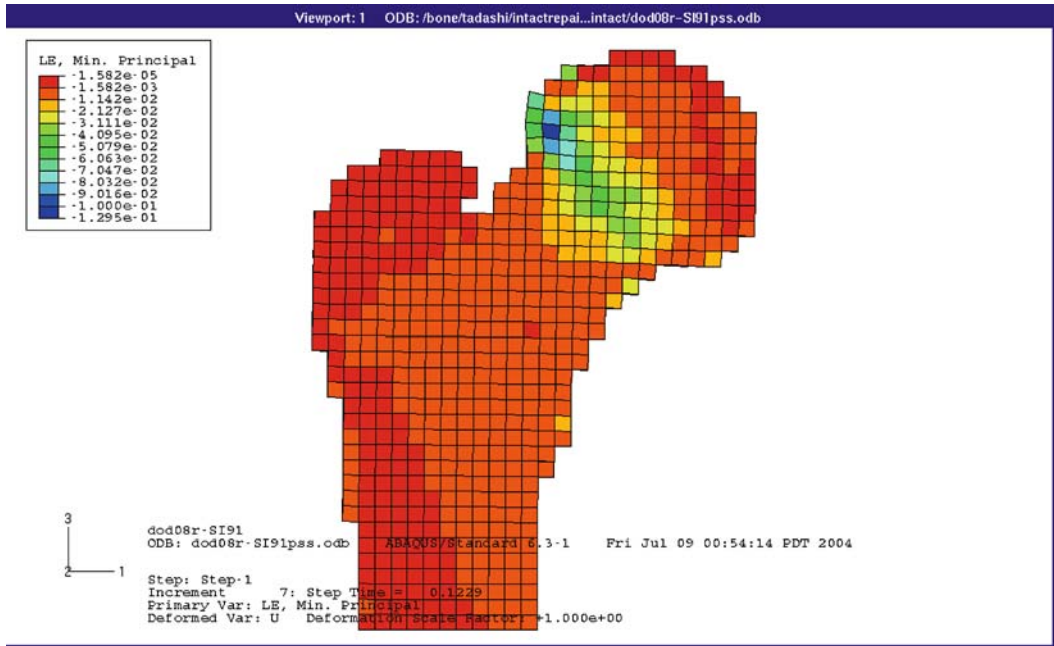 Viewport: 1 ODB: /bone/tadashi/intactrepai...intact/dod08r-SI91pss.odb
LE, Min. Principal
-1.582e-05
-1.582e-03
-1.142e-02
-2.127e-02
-3.111e-02
-4.095e-02
-5.079e-02
-6.063e-02
-7.047e-02
-8.032e-02
-9.016e-02
-1.000e-01
-1.295e-01
3
2
1
dod08r-SI91
ODB: dod08r-SI91pss.odb ABAQUS/Standard 6.3-1 Fri Jul 09 00:54:14 PDT 2004
Step: Step-1
Increment 7: Step Time = 0.1229
Primary Var: LE, Min. Principal
Deformed Var: U Deformation Scale Factor: +1.000e+00